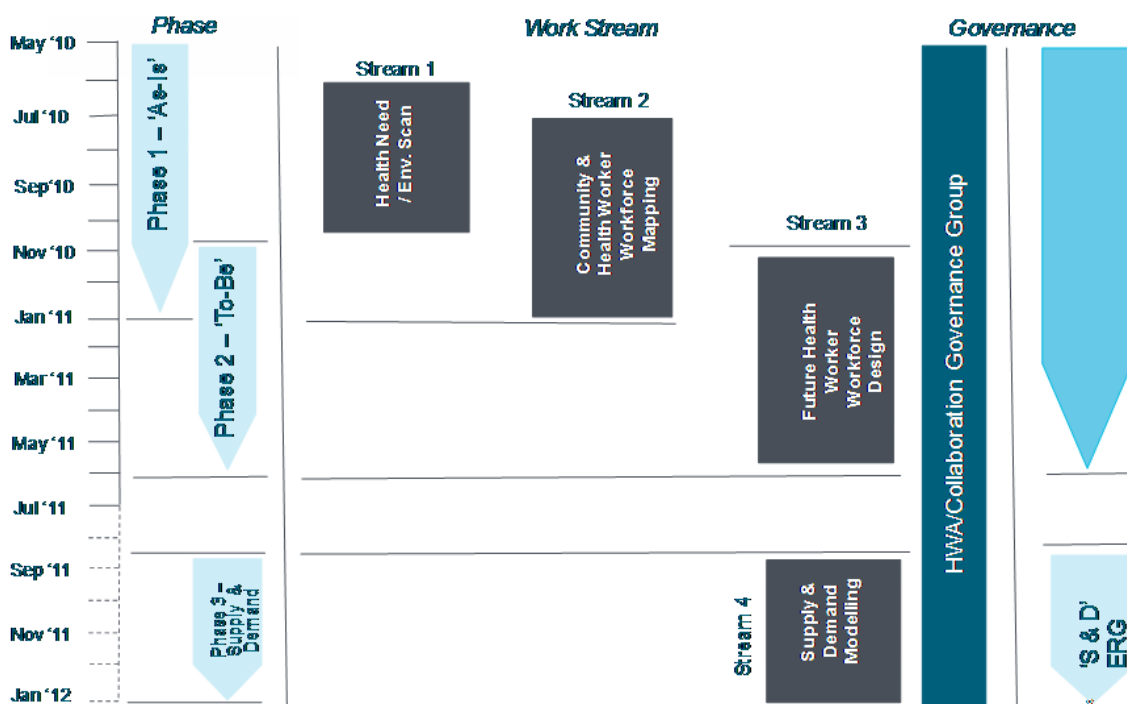 Phase
Work Stream
Governance
May ‘10
Jul ‘10
Sep‘10
Nov ‘10
Jan ‘11
Mar ‘11
May ‘11
Jul ‘11
Sep ‘11
Nov ‘11
Jan ‘12
Phase 1 – ‘As-Is’
Phase 2 – ‘To-Be’
Phase 3 –
Supply &
Demand
Stream 1
Health Need
/ Env. Scan
Stream 2
Community &
Health Worker
Workforce
Mapping
Stream 3
Future Health
Worker
Workforce
Design
Stream 4
Supply &
Demand
Modelling
HWA/Collaboration Governance Group
‘S & D’
ERG